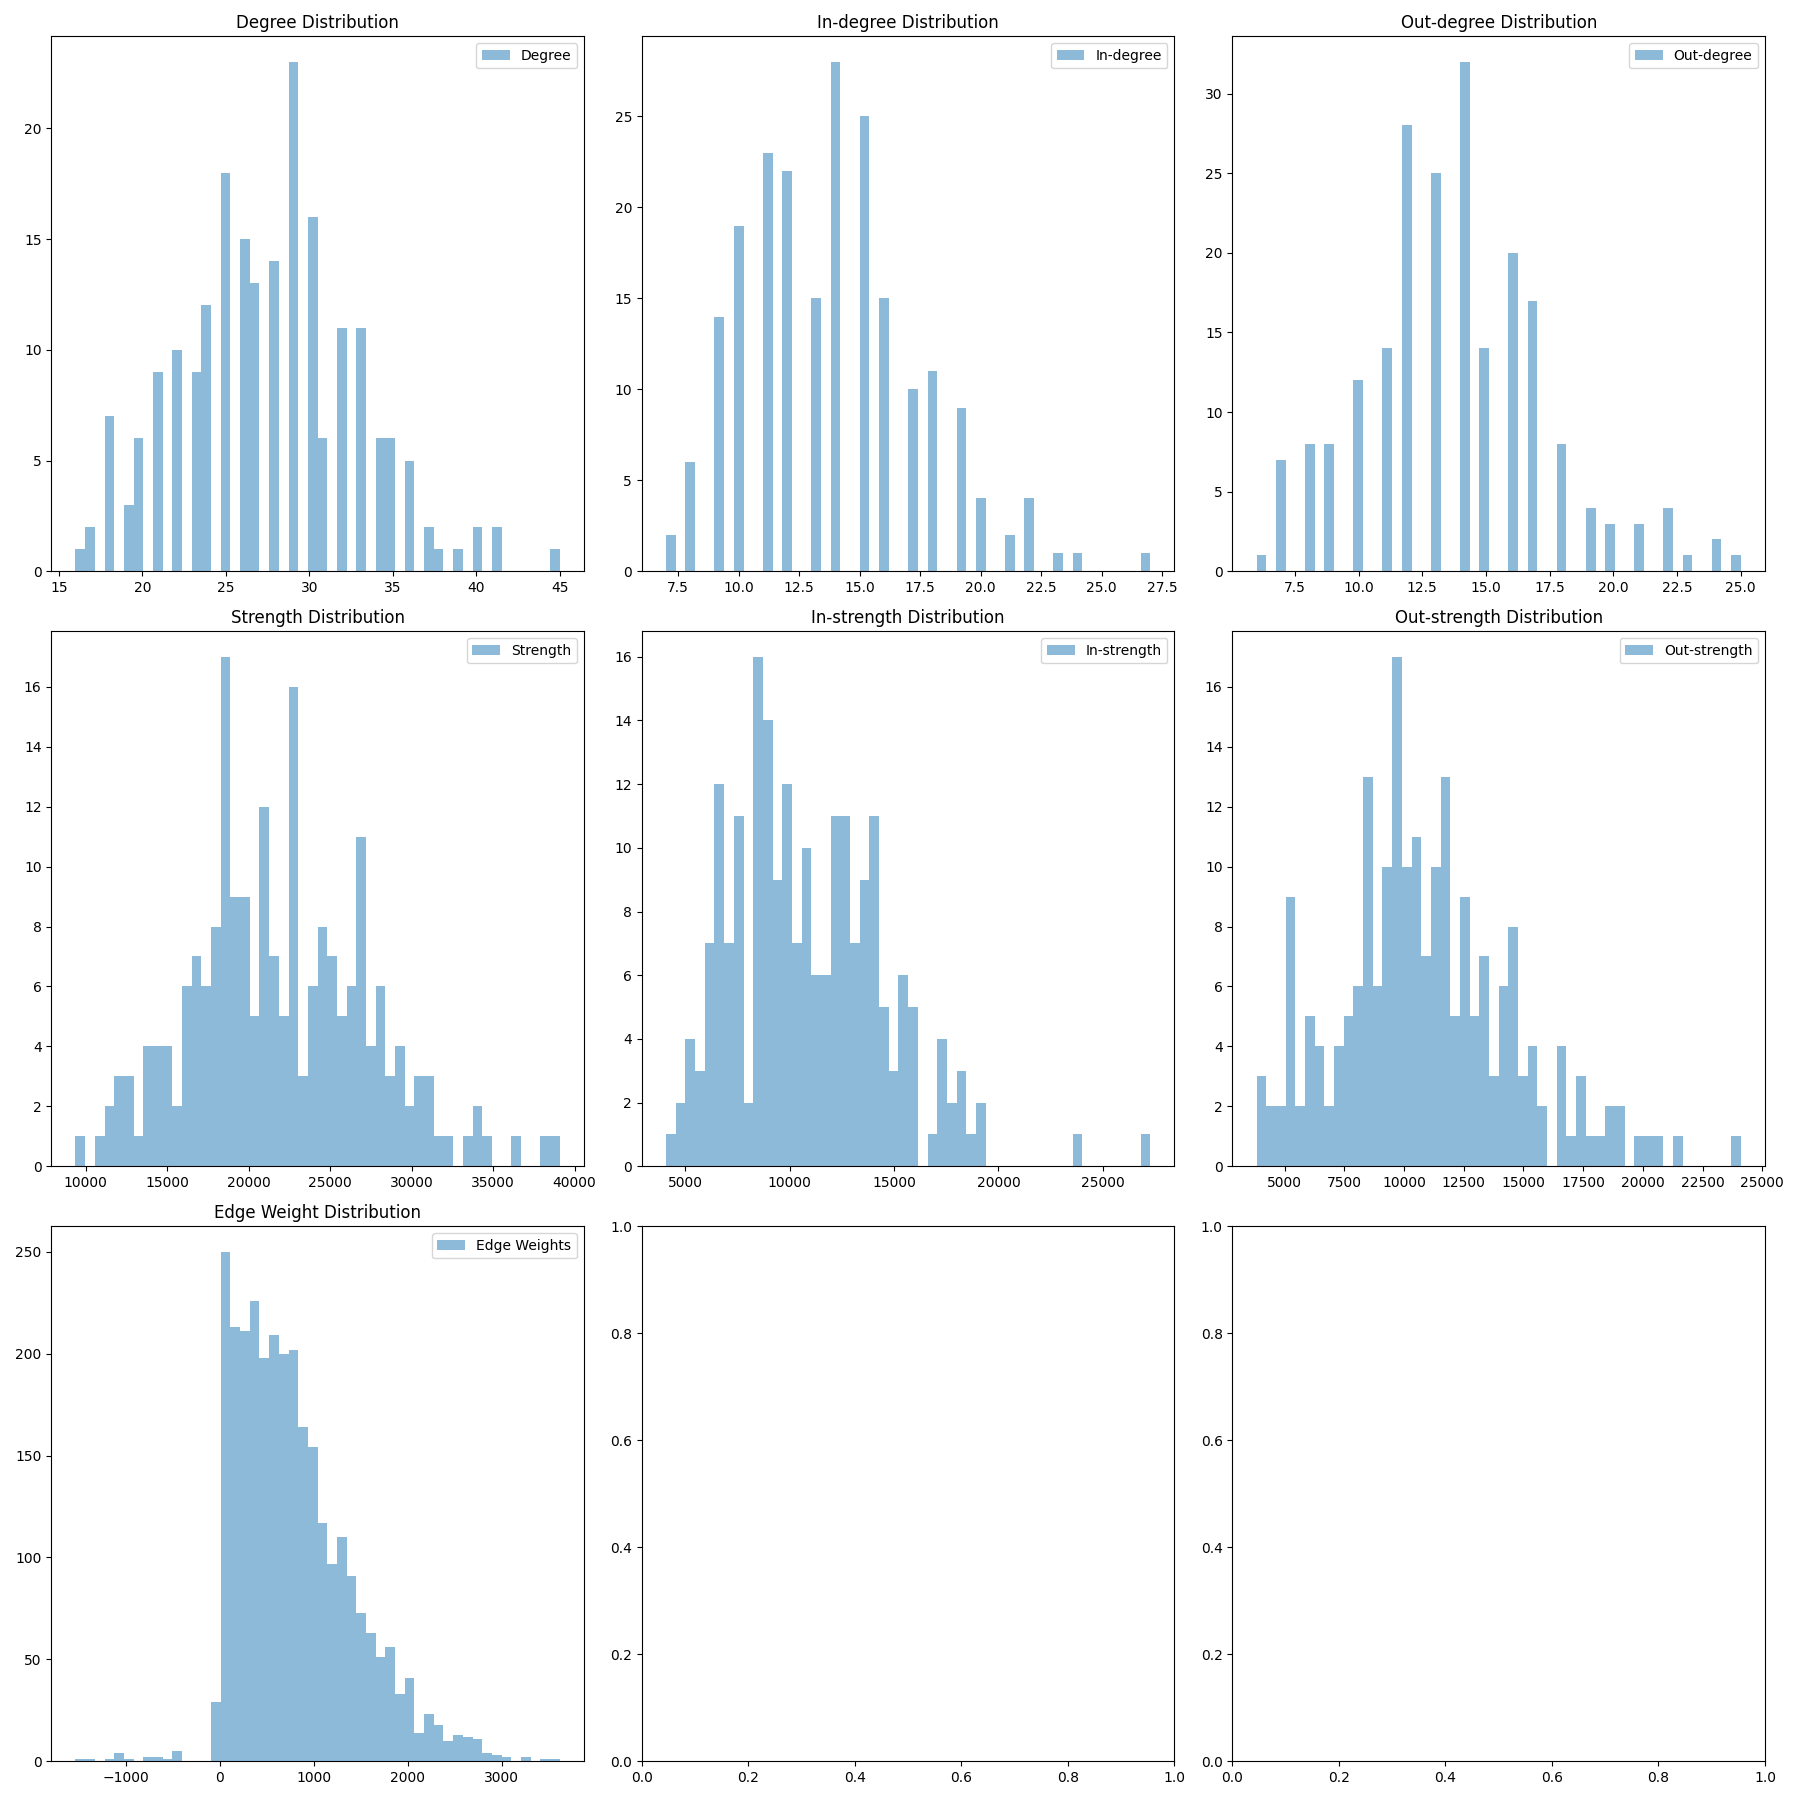 Degree Distribution
Degree
20
15
10
5
0
15 20 25 30 35 40 45
In-degree Distribution
In-degree
25
20
15
10
5
0
7.5 10.0 12.5 15.0 17.5 20.0 22.5 25.0 27.5
Out-degree Distribution
Out-degree
30
25
20
15
10
5
0
7.5 10.0 12.5 15.0 17.5 20.0 22.5 25.0
Strength Distribution
Strength
16
14
12
10
8
6
4
2
0
10000 15000 20000 25000 30000 35000 40000
In-strength Distribution
In-strength
16
14
12
10
8
6
4
2
0
5000 10000 15000 20000 25000
Out-strength Distribution
Out-strength
16
14
12
10
8
6
4
2
0
5000 7500 10000 12500 15000 17500 20000 22500 25000
Edge Weight Distribution
Edge Weights
250
200
150
100
50
0
−1000 0 1000 2000 3000
1.0
0.8
0.6
0.4
0.2
0.0
0.0 0.2 0.4 0.6 0.8 1.0
1.0
0.8
0.6
0.4
0.2
0.0
0.0 0.2 0.4 0.6 0.8 1.0